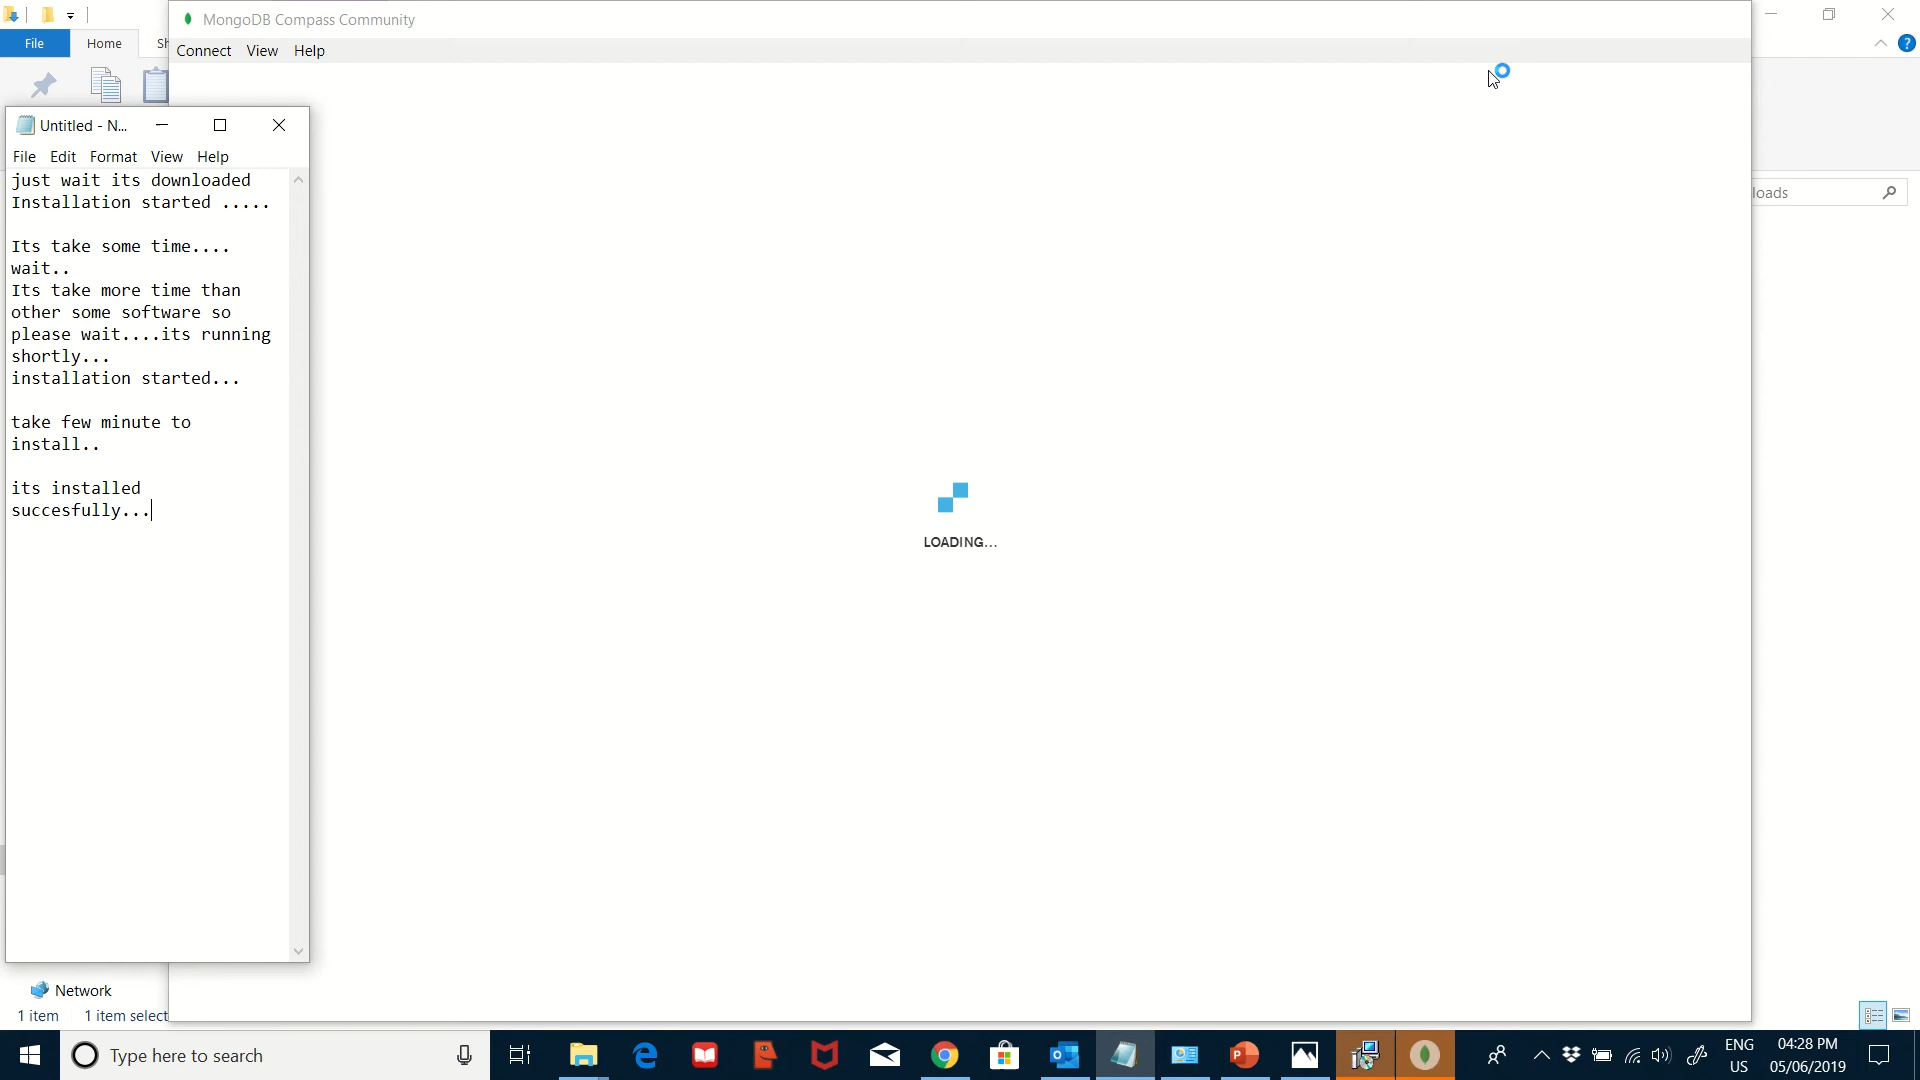 MongoDB Compass Community
File
Home
Sh
Connect View Help
Untitled - N...
File Edit Format View Help
just wait its downloaded
Installation started .....
Its take some time....
wait..
Its take more time than
other some software so
please wait....its running
shortly...
installation started...
take few minute to
install..
its installed
succesfully...
loads
LOADING...
Network
1 item 1 item select
Type here to search
ENG
US
04:28 PM
05/06/2019